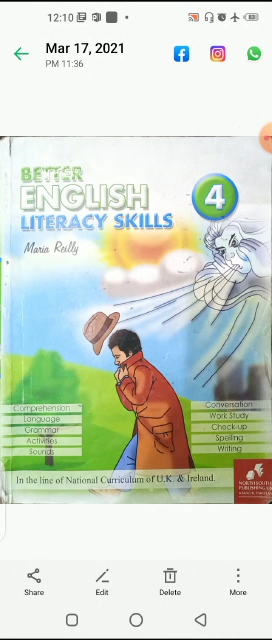 12:10
Mar 17, 2021
PM 11:36
BETTER
ENGLISH
LITERACY SKILLS
4
Maria Reilly
Comprehension
Language
Grammar
Activities
Sounds
Conversation
Work Study
Check-up
Spelling
Writing
In the line of National Curriculum of U.K. & Ireland.
Share
Edit
Delete
More